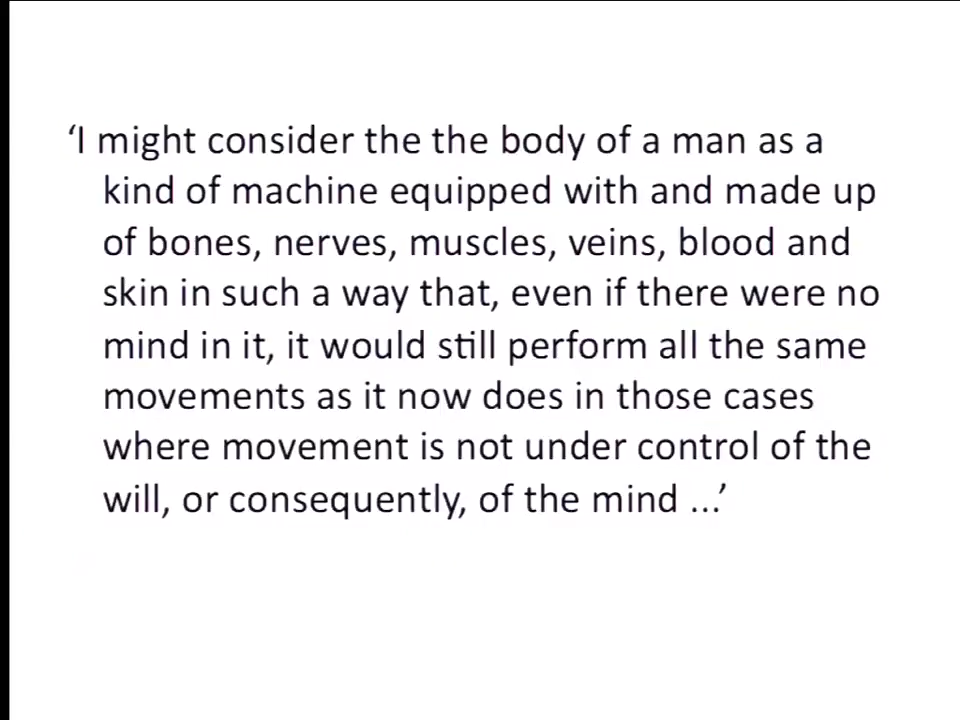 ‘I might consider the the body of a man as a
kind of machine equipped with and made up
of bones, nerves, muscles, veins, blood and
skin in such a way that, even if there were no
mind in it, it would still perform all the same
movements as it now does in those cases
where movement is not under control of the
will, or consequently, of the mind ...’